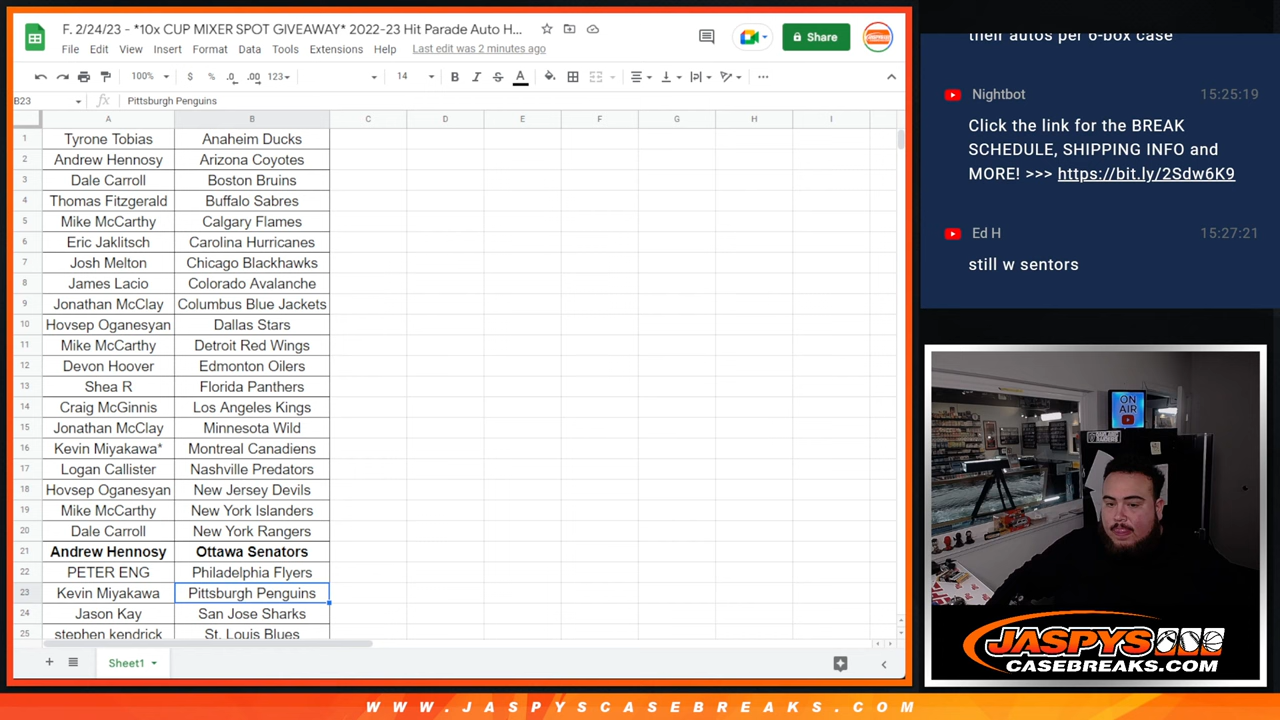 F. 2/24/23 - *10x CUP MIXER SPOT GIVEAWAY* 2022-23 Hit Parade Auto H...
File Edit View Insert Format Data Tools Extensions Help Last edit was 2 minutes ago
Share
100% $ % .0 .00 123 14 B I S A
B23 fx Pittsburgh Penguins
A B C D E F G H I
1 Tyrone Tobias Anaheim Ducks
2 Andrew Hennosy Arizona Coyotes
3 Dale Carroll Boston Bruins
4 Thomas Fitzgerald Buffalo Sabres
5 Mike McCarthy Calgary Flames
6 Eric Jaklitsch Carolina Hurricanes
7 Josh Melton Chicago Blackhawks
8 James Lacio Colorado Avalanche
9 Jonathan McClay Columbus Blue Jackets
10 Hovsep Oganesyan Dallas Stars
11 Mike McCarthy Detroit Red Wings
12 Devon Hoover Edmonton Oilers
13 Shea R Florida Panthers
14 Craig McGinnis Los Angeles Kings
15 Jonathan McClay Minnesota Wild
16 Kevin Miyakawa* Montreal Canadiens
17 Logan Callister Nashville Predators
18 Hovsep Oganesyan New Jersey Devils
19 Mike McCarthy New York Islanders
20 Dale Carroll New York Rangers
21 Andrew Hennosy Ottawa Senators
22 PETER ENG Philadelphia Flyers
23 Kevin Miyakawa Pittsburgh Penguins
24 Jason Kay San Jose Sharks
25 stephen kendrick St. Louis Blues
Sheet1
their autos per 6-box case
Nightbot 15:25:19
Click the link for the BREAK
SCHEDULE, SHIPPING INFO and
MORE! >>> https://bit.ly/2Sdw6K9
Ed H 15:27:21
still w sentors
ON
AIR
JASPYS
CASEBREAKS.COM
WWW.JASPYSCASEBREAKS.COM